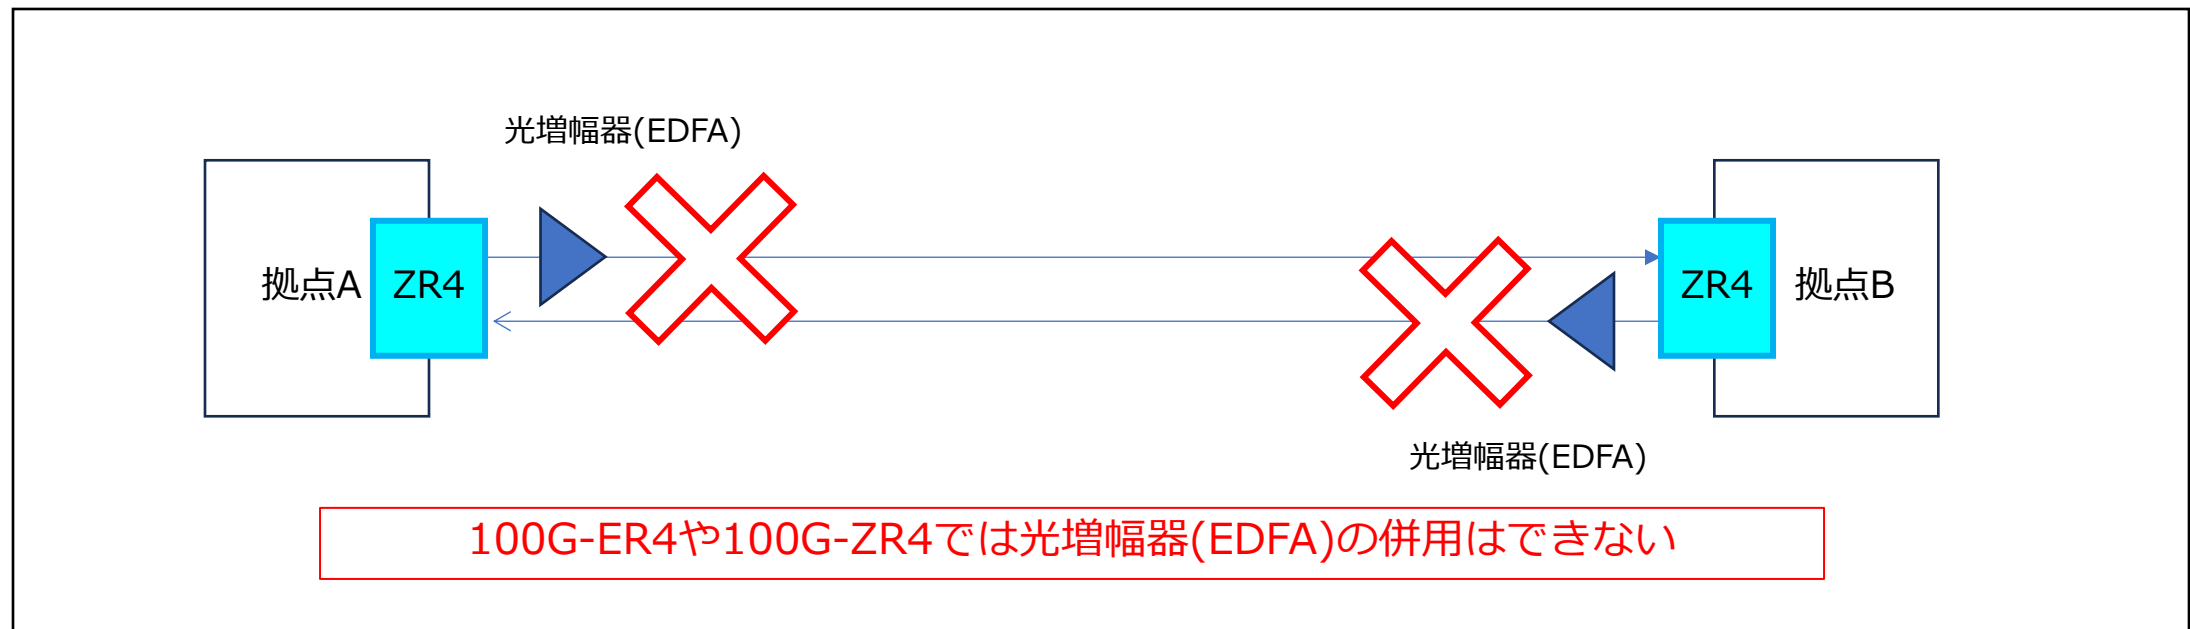 光増幅器(EDFA)
拠点A
ZR4
ZR4
拠点B
光増幅器(EDFA)
100G-ER4や100G-ZR4では光増幅器(EDFA)の併用はできない